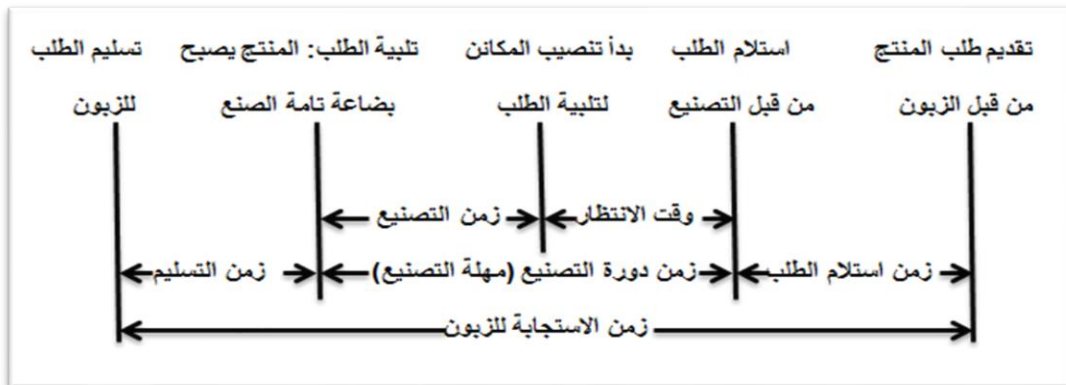 تقديم طلب المنتج
من قبل الزبون
استلام الطلب
من قبل التصنيع
بدأ تنصيب المكائن
لتلبية الطلب
تلبية الطلب: المنتج يصبح
بضاعة تامة الصنع
تسليم الطلب
للزبون
وقت الانتظار
زمن التصنيع
زمن استلام الطلب
زمن دورة التصنيع (مهلة التصنيع)
زمن التسليم
زمن الاستجابة للزبون